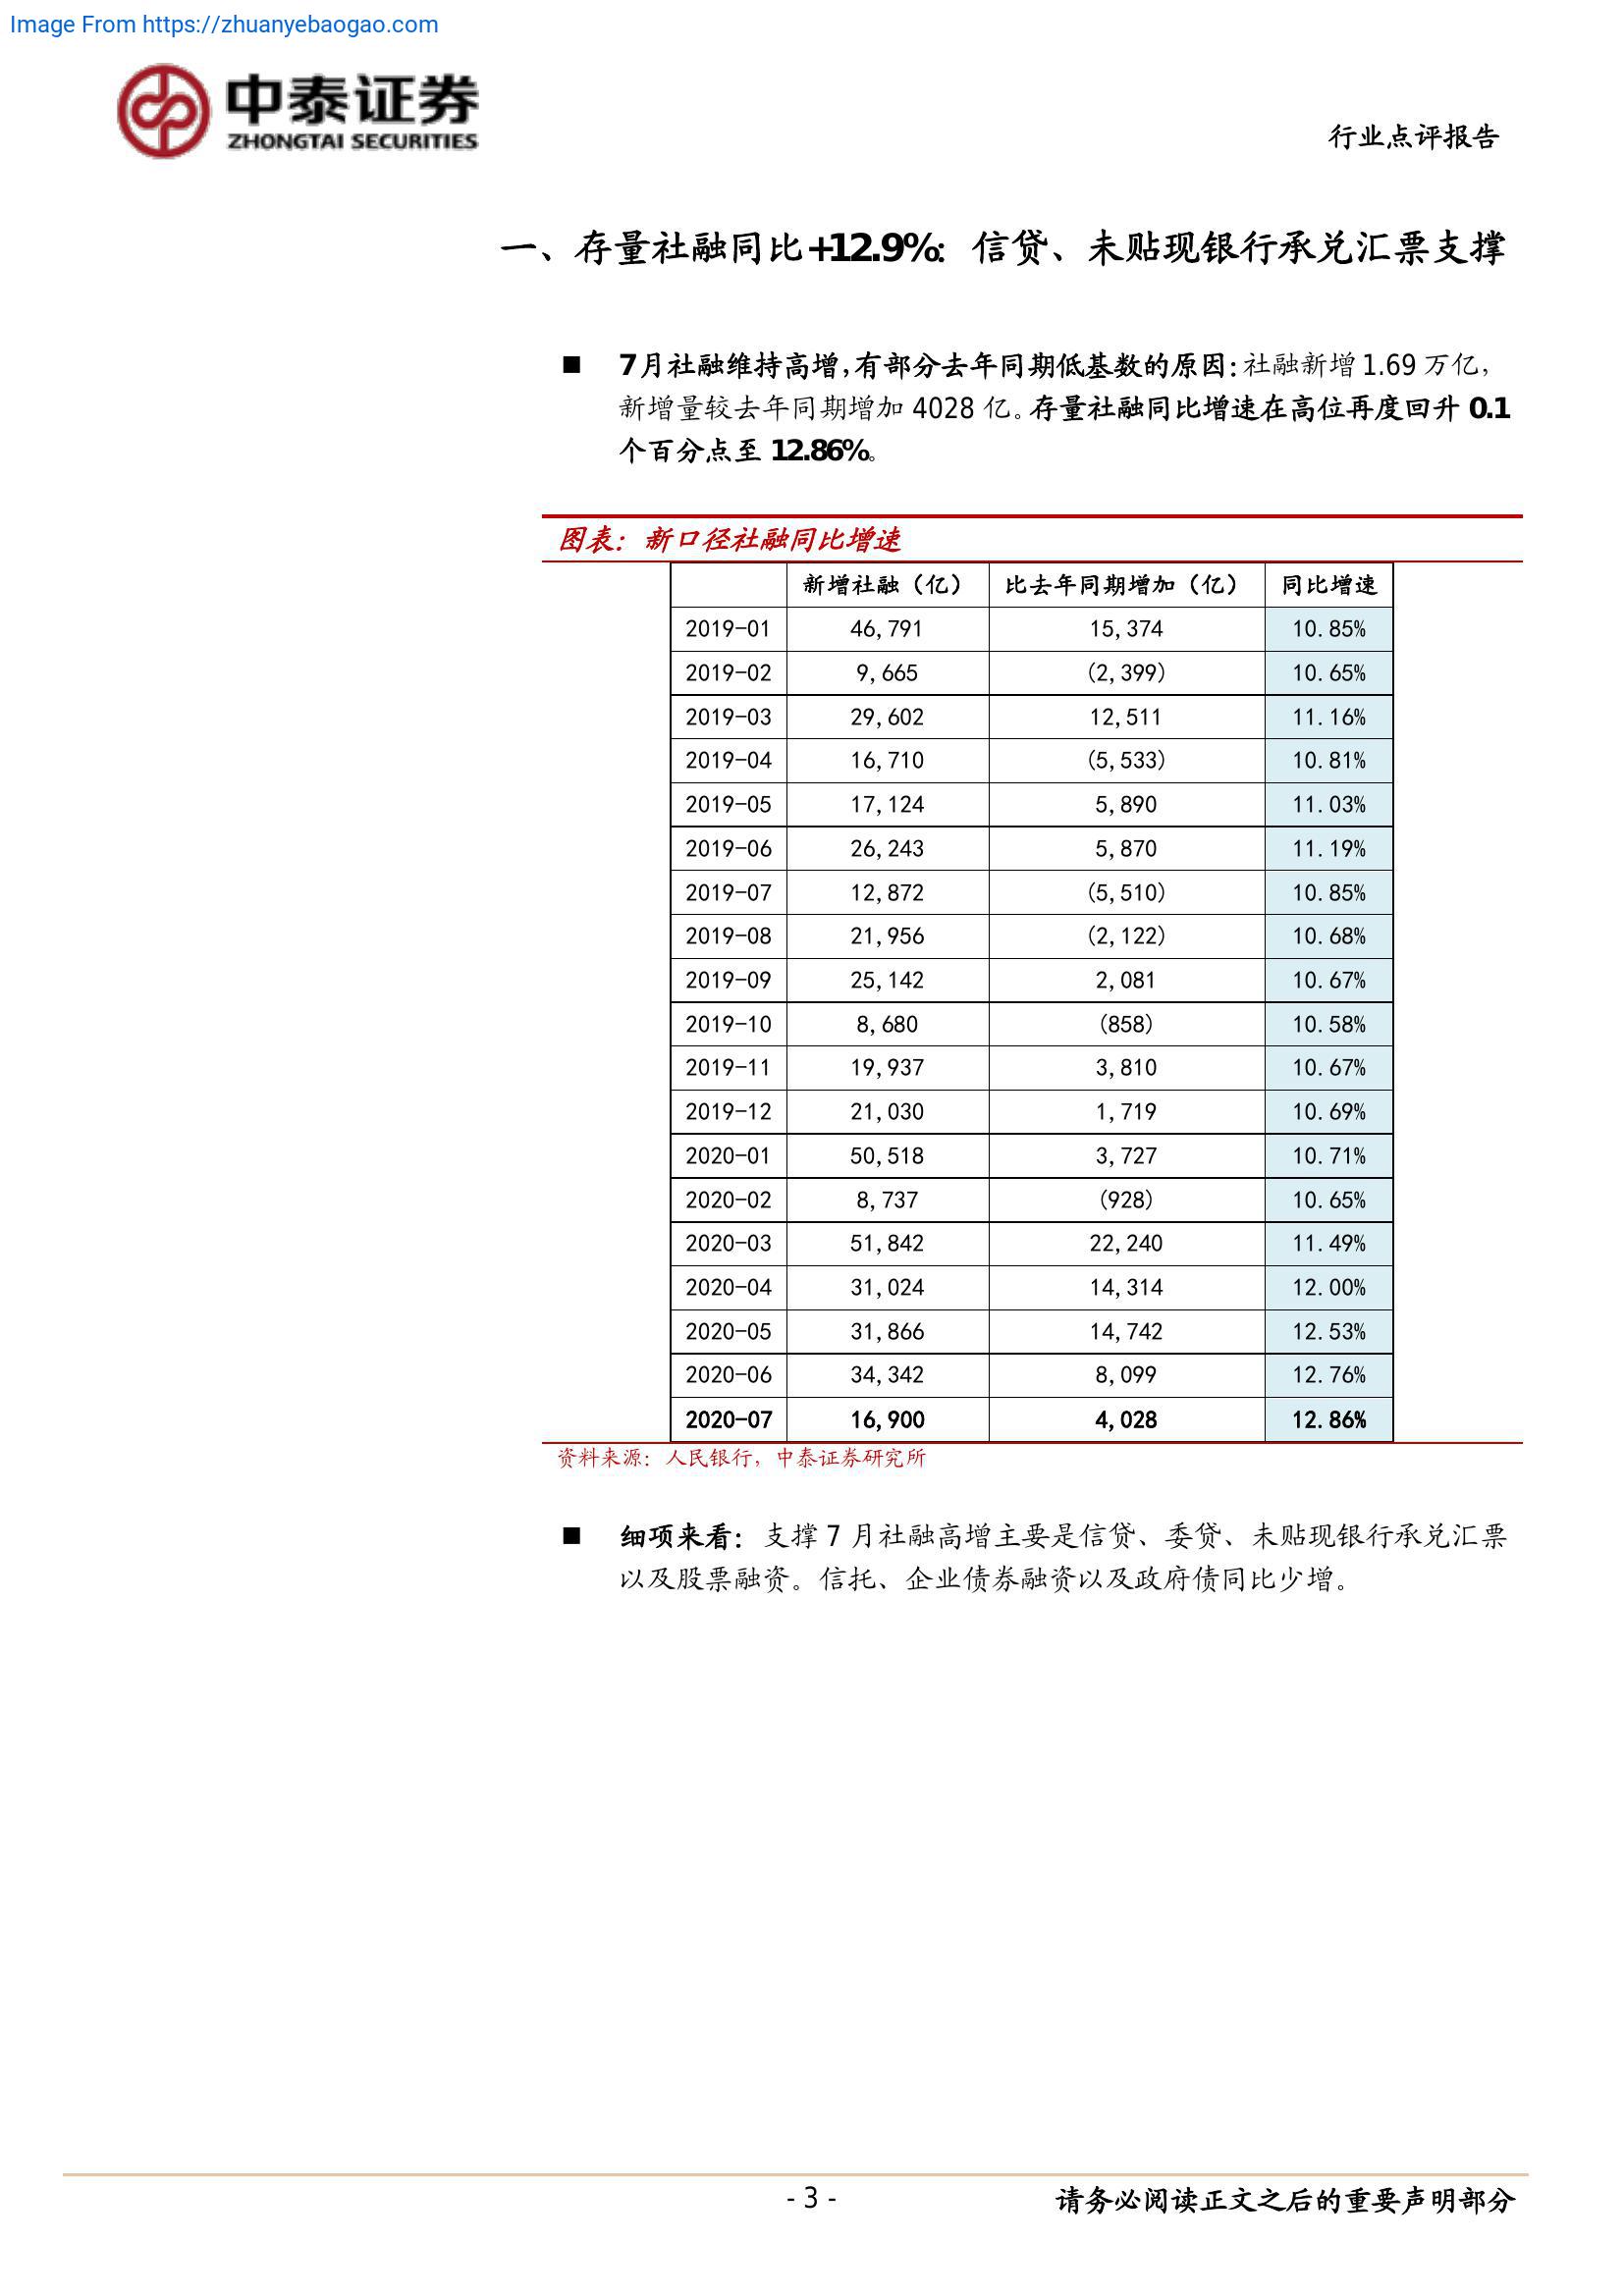 Image From https://zhuanyebaogao.com
中泰证券
ZHONGTAI SECURITIES
行业点评报告
一、存量社融同比+12.9%：信贷、未贴现银行承兑汇票支撑
■ 7月社融维持高增，有部分去年同期低基数的原因：社融新增 1.69 万亿，
新增量较去年同期增加 4028 亿。存量社融同比增速在高位再度回升 0.1
个百分点至 12.86%。
图表：新口径社融同比增速
新增社融（亿） 比去年同期增加（亿） 同比增速
2019-01 46,791 15,374 10.85%
2019-02 9,665 (2,399) 10.65%
2019-03 29,602 12,511 11.16%
2019-04 16,710 (5,533) 10.81%
2019-05 17,124 5,890 11.03%
2019-06 26,243 5,870 11.19%
2019-07 12,872 (5,510) 10.85%
2019-08 21,956 (2,122) 10.68%
2019-09 25,142 2,081 10.67%
2019-10 8,680 (858) 10.58%
2019-11 19,937 3,810 10.67%
2019-12 21,030 1,719 10.69%
2020-01 50,518 3,727 10.71%
2020-02 8,737 (928) 10.65%
2020-03 51,842 22,240 11.49%
2020-04 31,024 14,314 12.00%
2020-05 31,866 14,742 12.53%
2020-06 34,342 8,099 12.76%
2020-07 16,900 4,028 12.86%
资料来源：人民银行，中泰证券研究所
■ 细项来看：支撑 7 月社融高增主要是信贷、委贷、未贴现银行承兑汇票
以及股票融资。信托、企业债券融资以及政府债同比少增。
- 3 -
请务必阅读正文之后的重要声明部分